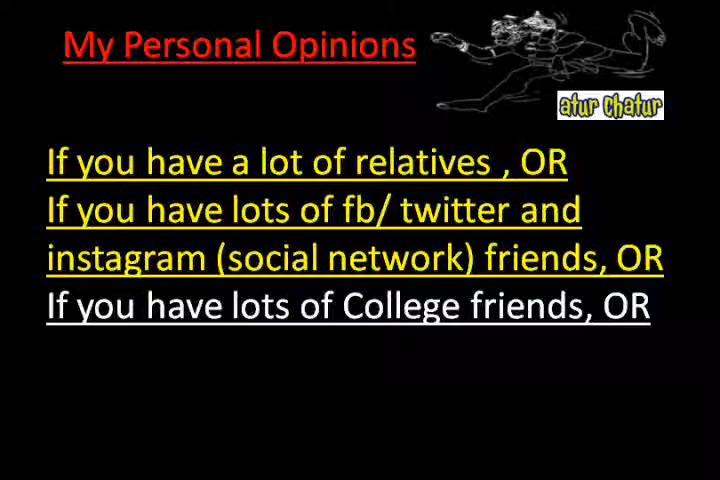 My Personal Opinions
atur chatur
If you have a lot of relatives , OR
If you have lots of fb/ twitter and
instagram (social network) friends, OR
If you have lots of College friends, OR